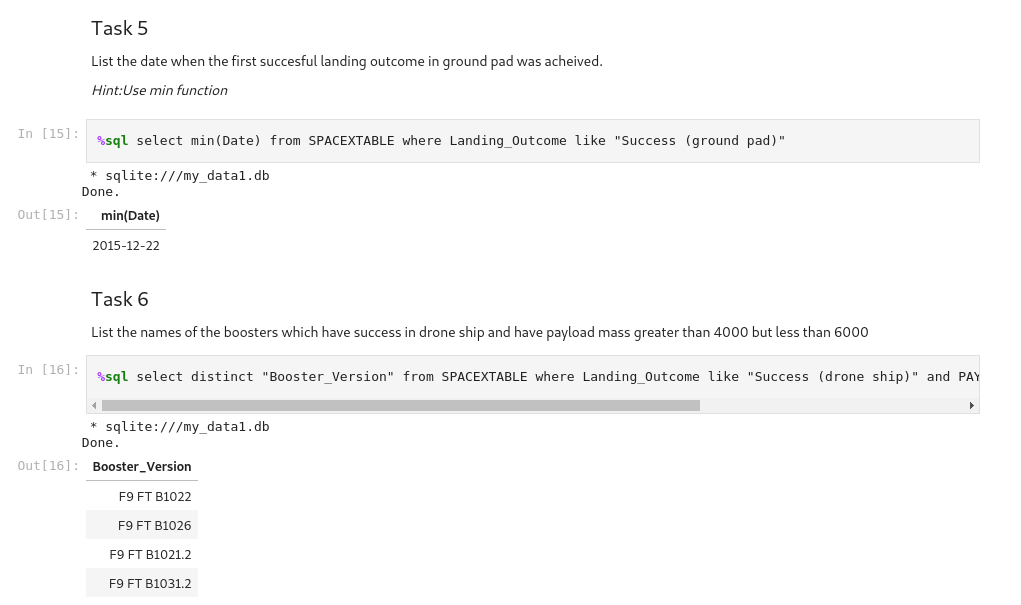 Task 5
List the date when the first succesful landing outcome in ground pad was acheived.
Hint:Use min function
In [15]: %sql select min(Date) from SPACEXTABLE where Landing_Outcome like "Success (ground pad)"
* sqlite:///my_data1.db
Done.
Out[15]: min(Date)
2015-12-22
Task 6
List the names of the boosters which have success in drone ship and have payload mass greater than 4000 but less than 6000
In [16]: %sql select distinct "Booster_Version" from SPACEXTABLE where Landing_Outcome like "Success (drone ship)" and PAY
* sqlite:///my_data1.db
Done.
Out[16]: Booster_Version
F9 FT B1022
F9 FT B1026
F9 FT B1021.2
F9 FT B1031.2